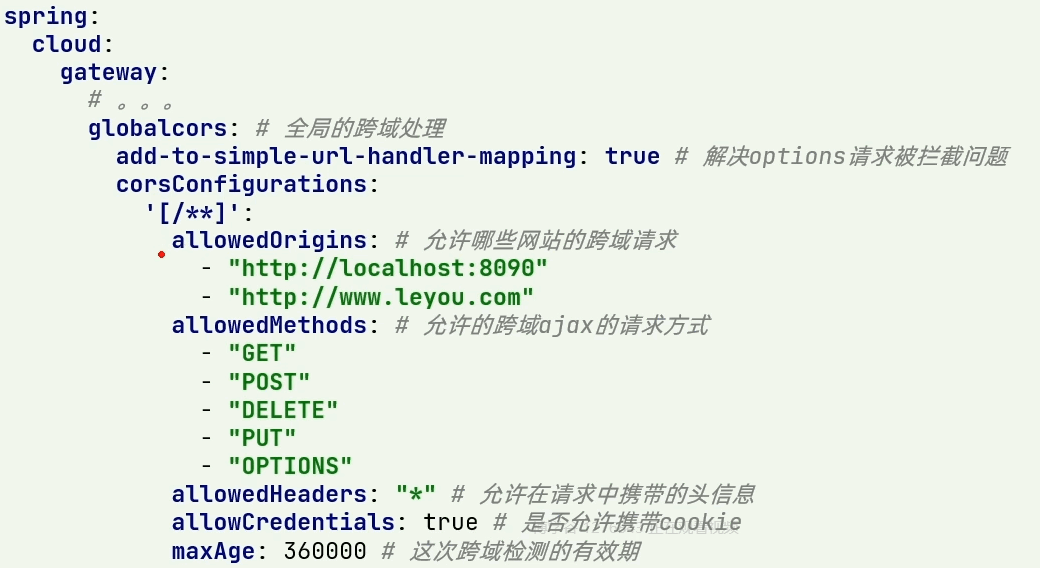 spring:
  cloud:
    gateway:
      # 。。。
      globalcors: # 全局的跨域处理
        add-to-simple-url-handler-mapping: true # 解决options请求被拦截问题
        corsConfigurations:
          '[/**]':
            allowedOrigins: # 允许哪些网站的跨域请求
              - "http://localhost:8090"
              - "http://www.leyou.com"
            allowedMethods: # 允许的跨域ajax的请求方式
              - "GET"
              - "POST"
              - "DELETE"
              - "PUT"
              - "OPTIONS"
            allowedHeaders: "*" # 允许在请求中携带的头信息
            allowCredentials: true # 是否允许携带cookie
            maxAge: 360000 # 这次跨域检测的有效期